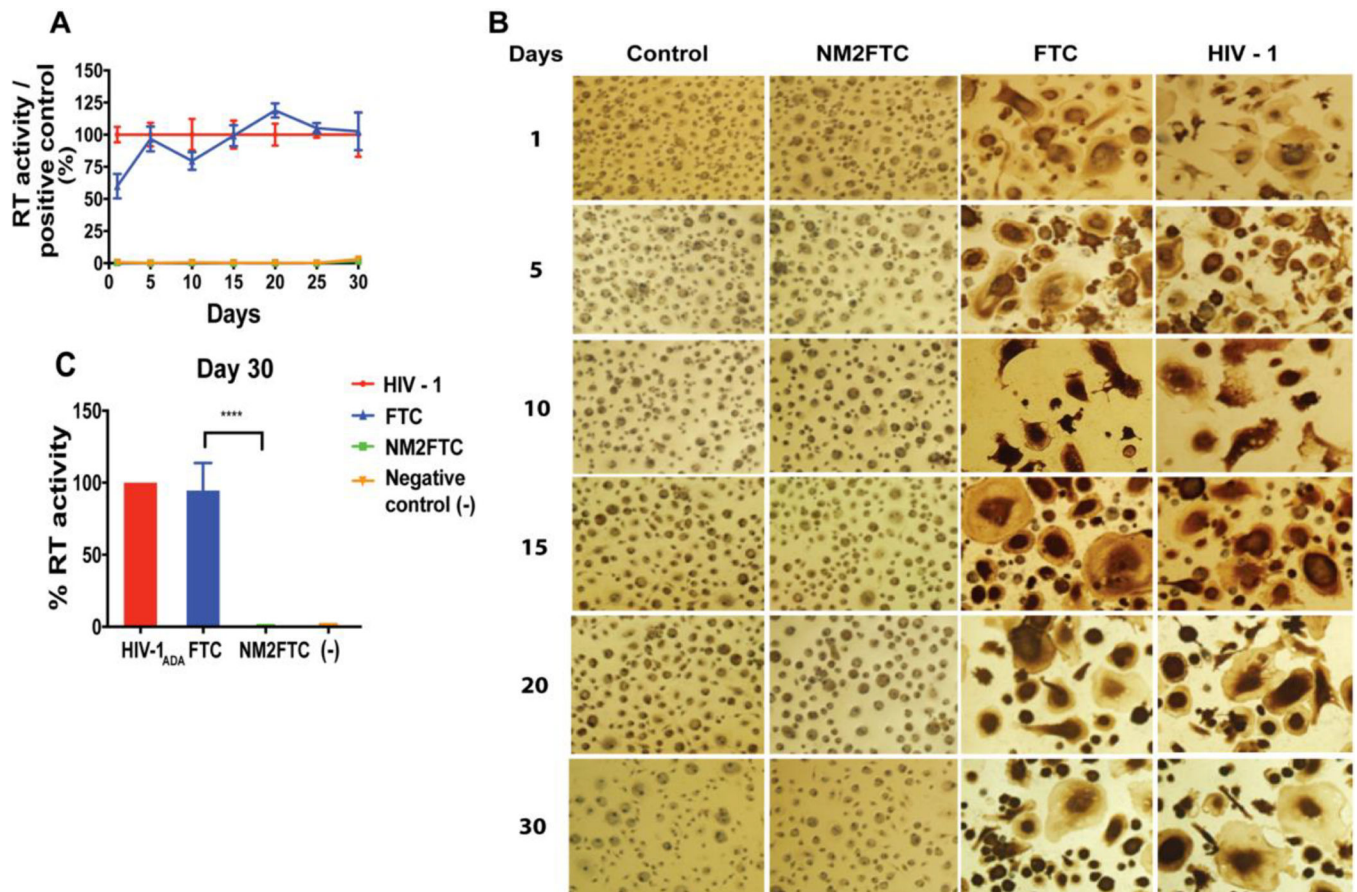 A
RT activity /
positive control
(%)
150
125
100
75
50
25
0
0 5 10 15 20 25 30
Days
B
Days Control NM2FTC FTC HIV - 1
1
5
10
15
20
30
C
Day 30
% RT activity
150
100
50
0
****
HIV-1ADA FTC NM2FTC (-)
HIV - 1
FTC
NM2FTC
Negative
control (-)